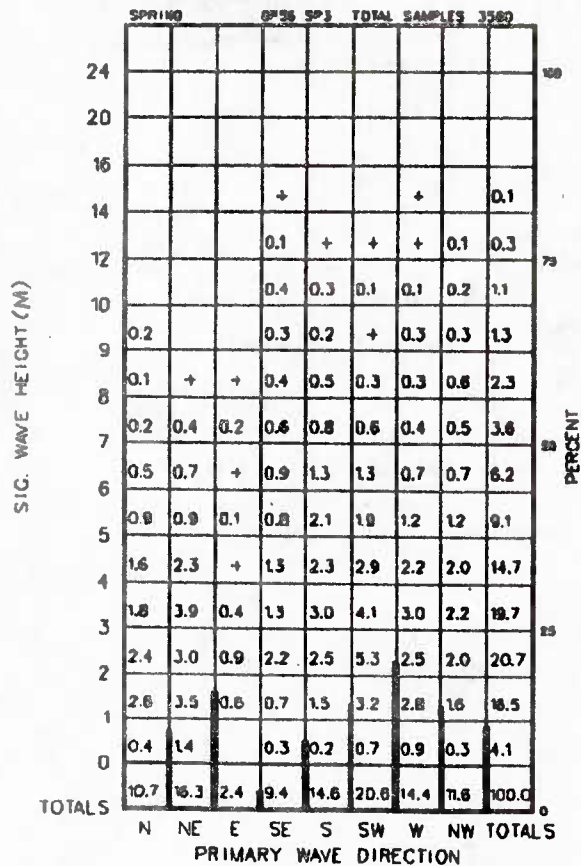 SPRING SP3 TOTAL SAMPLES 3580
24
100
20
16
+ + 0.1
14
0.1 + + + 0.1 0.3
12
75
0.4 0.3 0.1 0.1 0.2 1.1
10
0.2 0.3 0.2 + 0.3 0.3 1.3
9
0.1 + + 0.4 0.5 0.3 0.3 0.6 2.3
8
0.2 0.4 0.2 0.6 0.8 0.6 0.4 0.5 3.6
7
50
0.5 0.7 + 0.9 1.3 1.3 0.7 0.7 6.2
6
0.9 0.9 0.1 0.8 2.1 1.9 1.2 1.2 9.1
5
1.6 2.3 + 1.3 2.3 2.9 2.2 2.0 14.7
4
1.8 3.9 0.4 1.3 3.0 4.1 3.0 2.2 19.7
3
25
2.4 3.0 0.9 2.2 2.5 5.3 2.5 2.0 20.7
2
2.6 3.5 0.6 0.7 1.5 3.2 2.8 1.6 16.5
1
0.4 1.4 0.3 0.2 0.7 0.9 0.3 4.1
0
TOTALS 10.7 16.3 2.4 9.4 14.6 20.6 14.4 11.6 100.0 0
N NE E SE S SW W NW TOTALS
PRIMARY WAVE DIRECTION
SIG. WAVE HEIGHT (M)
PERCENT